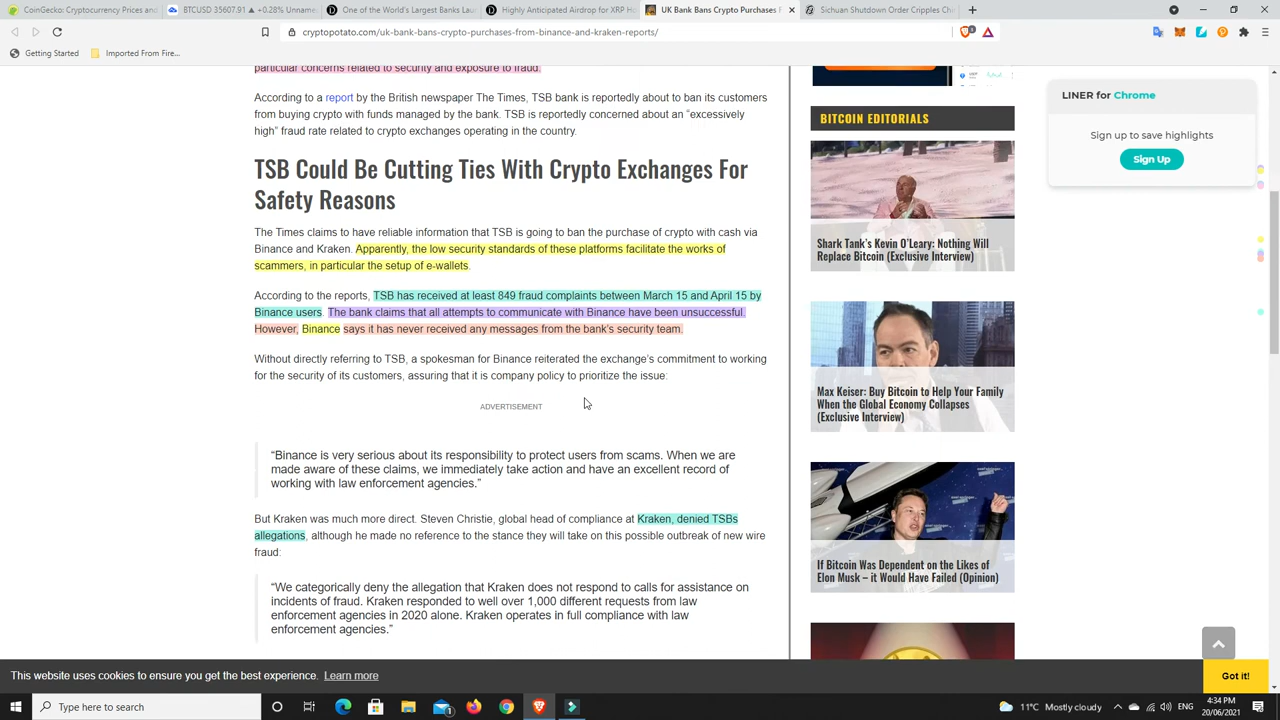 CoinGecko: Cryptocurrency Prices and
BTCUSD 35607.91 ▲ +0.28% Unnamed
One of the World's Largest Banks Lau
Highly Anticipated Airdrop for XRP H
UK Bank Bans Crypto Purchases F
Sichuan Shutdown Order Cripples Chi
cryptopotato.com/uk-bank-bans-crypto-purchases-from-binance-and-kraken-reports/
Getting Started
Imported From Fire...
particular concerns related to security and exposure to fraud.
According to a report by the British newspaper The Times, TSB bank is reportedly about to ban its customers
from buying crypto with funds managed by the bank. TSB is reportedly concerned about an “excessively
high” fraud rate related to crypto exchanges operating in the country.
TSB Could Be Cutting Ties With Crypto Exchanges For
Safety Reasons
The Times claims to have reliable information that TSB is going to ban the purchase of crypto with cash via
Binance and Kraken. Apparently, the low security standards of these platforms facilitate the works of
scammers, in particular the setup of e-wallets.
According to the reports, TSB has received at least 849 fraud complaints between March 15 and April 15 by
Binance users. The bank claims that all attempts to communicate with Binance have been unsuccessful.
However, Binance says it has never received any messages from the bank’s security team.
Without directly referring to TSB, a spokesman for Binance reiterated the exchange’s commitment to working
for the security of its customers, assuring that it is company policy to prioritize the issue:
ADVERTISEMENT
“Binance is very serious about its responsibility to protect users from scams. When we are
made aware of these claims, we immediately take action and have an excellent record of
working with law enforcement agencies.”
But Kraken was much more direct. Steven Christie, global head of compliance at Kraken, denied TSBs
allegations, although he made no reference to the stance they will take on this possible outbreak of new wire
fraud:
“We categorically deny the allegation that Kraken does not respond to calls for assistance on
incidents of fraud. Kraken responded to well over 1,000 different requests from law
enforcement agencies in 2020 alone. Kraken operates in full compliance with law
enforcement agencies.”
BITCOIN EDITORIALS
Shark Tank’s Kevin O’Leary: Nothing Will
Replace Bitcoin (Exclusive Interview)
Max Keiser: Buy Bitcoin to Help Your Family
When the Global Economy Collapses
(Exclusive Interview)
If Bitcoin Was Dependent on the Likes of
Elon Musk – it Would Have Failed (Opinion)
LINER for Chrome
Sign up to save highlights
Sign Up
This website uses cookies to ensure you get the best experience. Learn more
Got it!
Type here to search
11°C Mostly cloudy
ENG
4:34 PM
20/06/2021